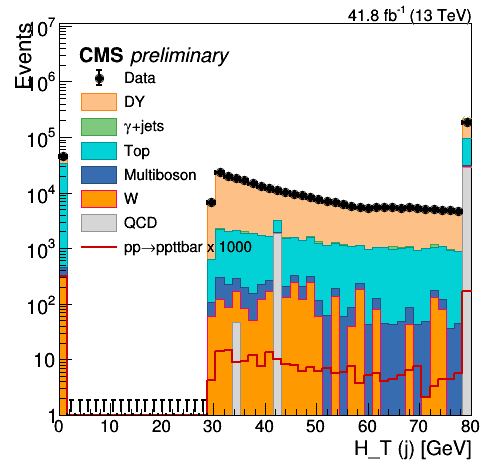 41.8 fb⁻¹ (13 TeV)
Events
CMS preliminary
Data
DY
γ+jets
Top
Multiboson
W
QCD
pp→ppttbar x 1000
10⁷
10⁶
10⁵
10⁴
10³
10²
10
1
0 10 20 30 40 50 60 70 80
H_T (j) [GeV]